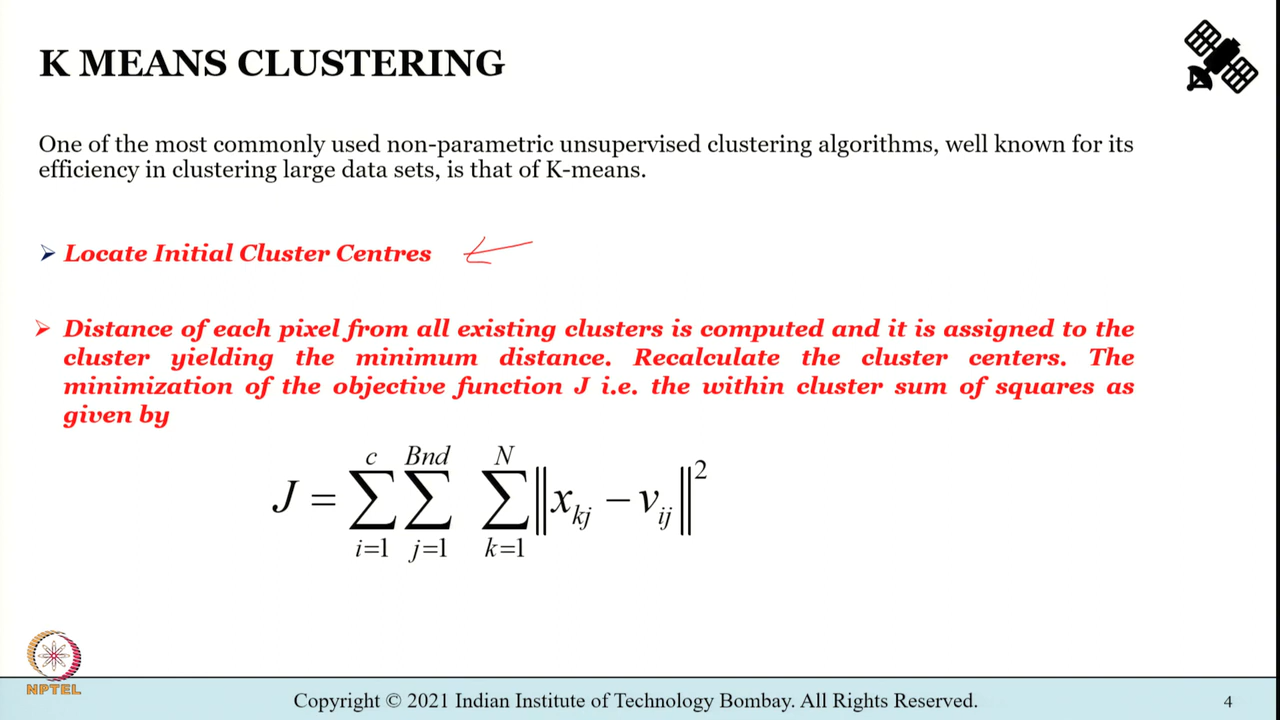 K MEANS CLUSTERING
One of the most commonly used non-parametric unsupervised clustering algorithms, well known for its
efficiency in clustering large data sets, is that of K-means.
➢ Locate Initial Cluster Centres
➢ Distance of each pixel from all existing clusters is computed and it is assigned to the
cluster yielding the minimum distance. Recalculate the cluster centers. The
minimization of the objective function J i.e. the within cluster sum of squares as
given by
J = ∑_{i=1}^{c} ∑_{j=1}^{Bnd} ∑_{k=1}^{N} ‖x_{kj} − v_{ij}‖²
NPTEL
Copyright © 2021 Indian Institute of Technology Bombay. All Rights Reserved.
4